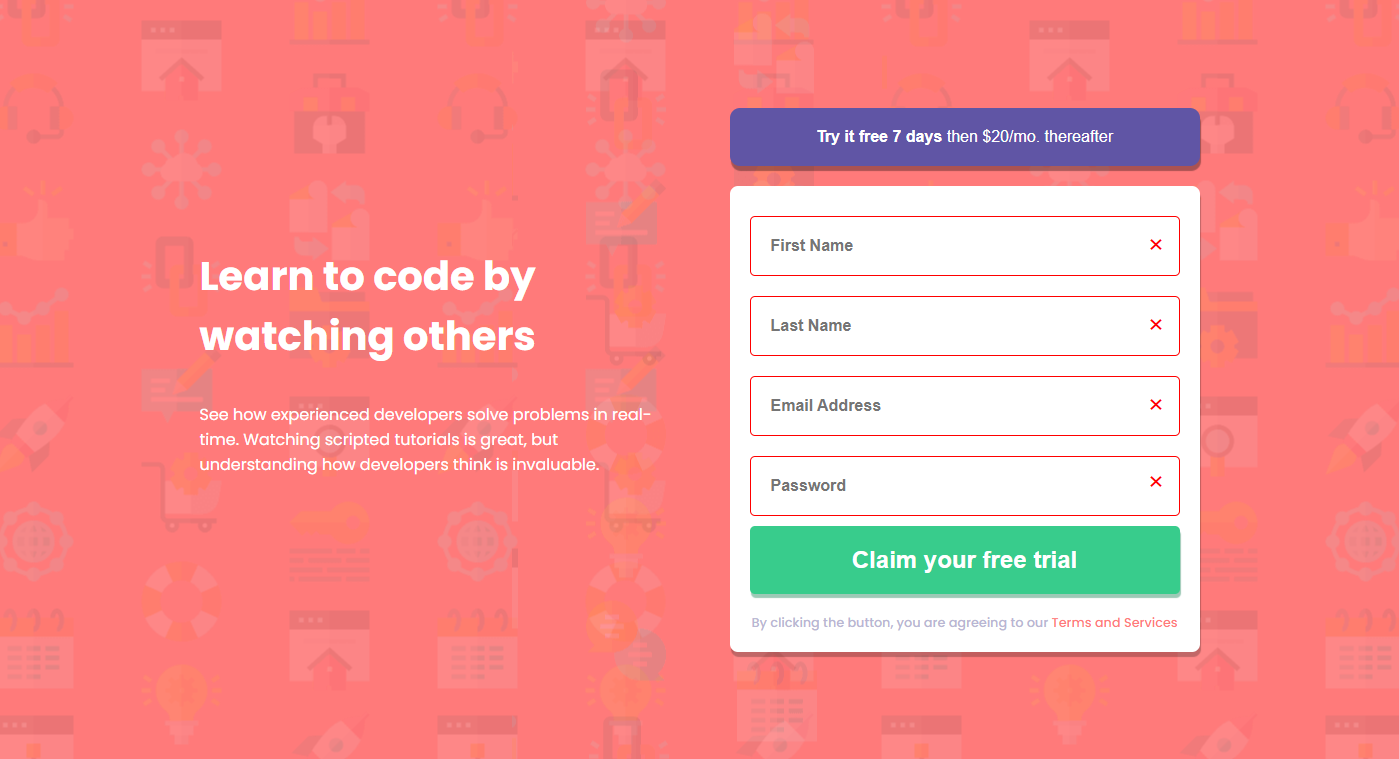 Learn to code by
watching others
See how experienced developers solve problems in real-
time. Watching scripted tutorials is great, but
understanding how developers think is invaluable.
Try it free 7 days then $20/mo. thereafter
First Name
Last Name
Email Address
Password
Claim your free trial
By clicking the button, you are agreeing to our Terms and Services